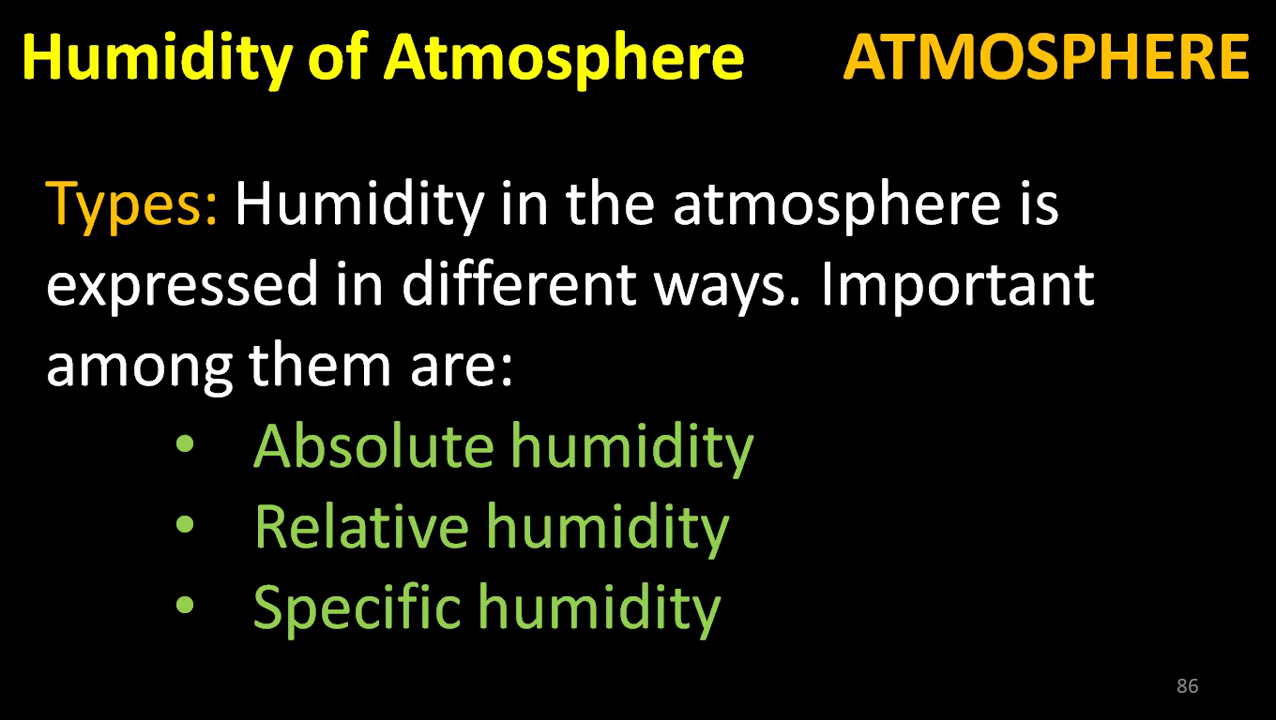 Humidity of Atmosphere ATMOSPHERE
Types: Humidity in the atmosphere is
expressed in different ways. Important
among them are:
• Absolute humidity
• Relative humidity
• Specific humidity
86